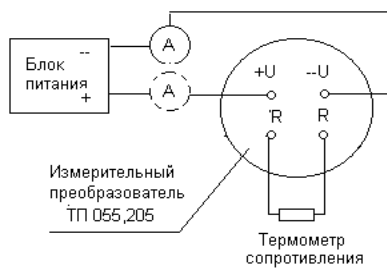 A
Блок
питания
--
+
A
+U
--U
R
R
Измерительный
преобразователь
ТП 055,205
Термометр
сопротивления